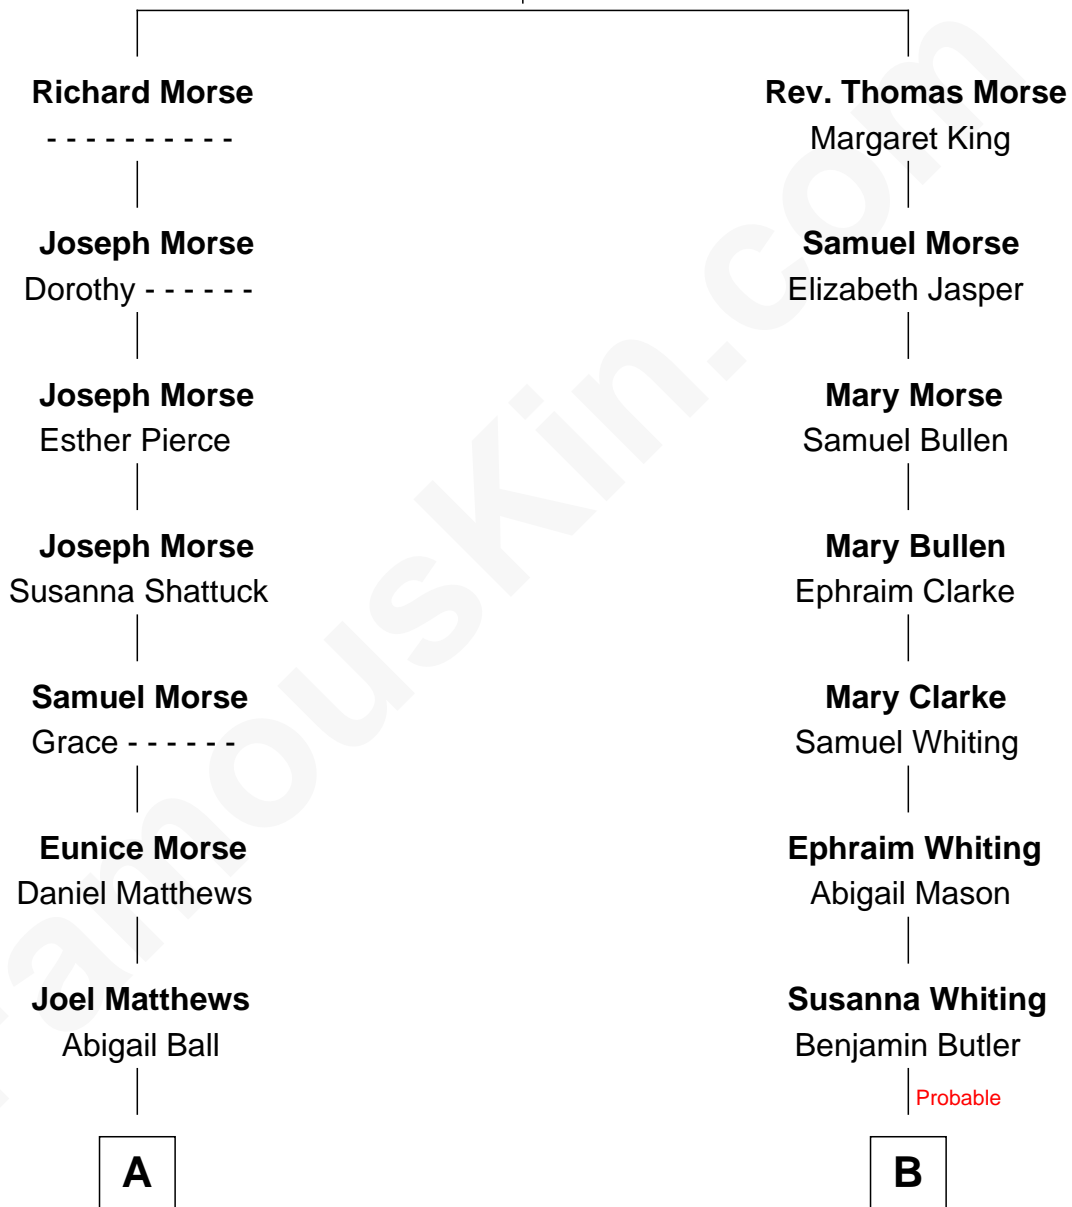 Richard Morse
- - - - - - - - - -
Joseph Morse
Dorothy - - - - - -
Joseph Morse
Esther Pierce
Joseph Morse
Susanna Shattuck
Samuel Morse
Grace - - - - - -
Eunice Morse
Daniel Matthews
Joel Matthews
Abigail Ball
A
Rev. Thomas Morse
Margaret King
Samuel Morse
Elizabeth Jasper
Mary Morse
Samuel Bullen
Mary Bullen
Ephraim Clarke
Mary Clarke
Samuel Whiting
Ephraim Whiting
Abigail Mason
Susanna Whiting
Benjamin Butler
Probable
B
FamousKin.com